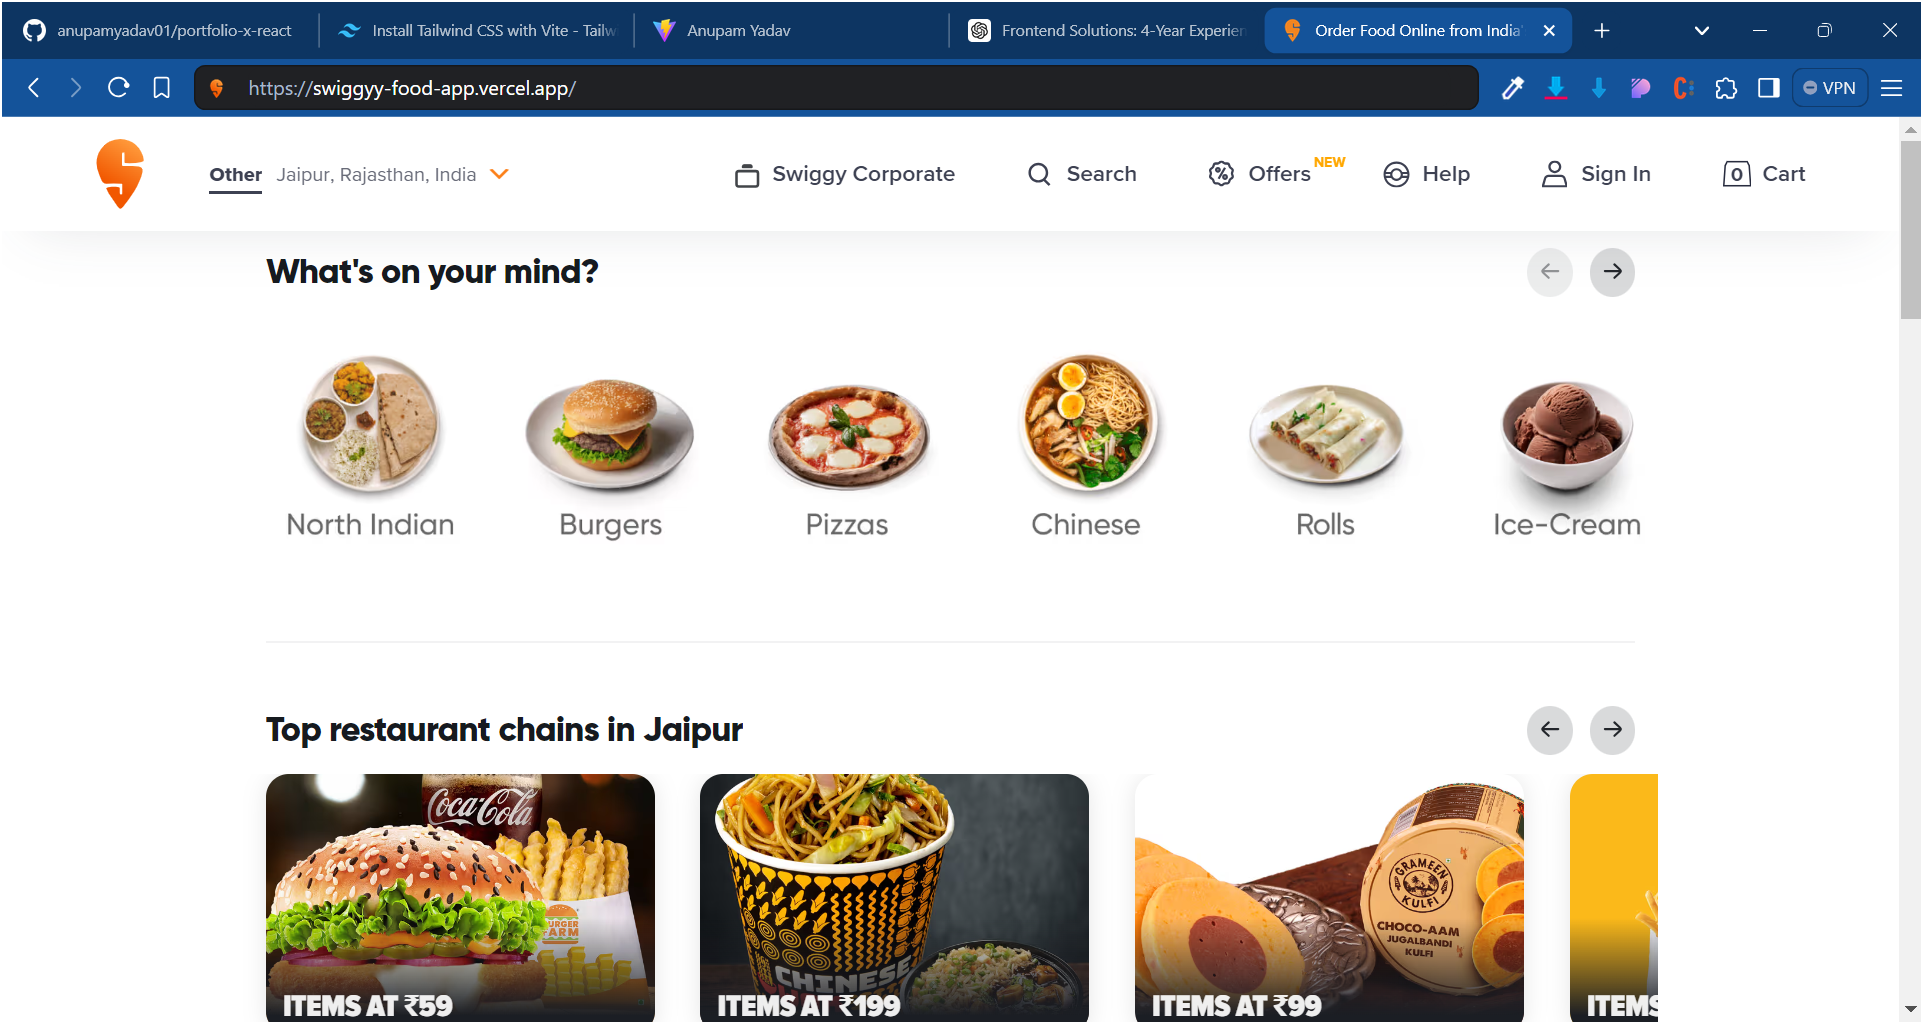 anupamyadav01/portfolio-x-react
Install Tailwind CSS with Vite - Tailw
Anupam Yadav
Frontend Solutions: 4-Year Experien
Order Food Online from India'
https://swiggyy-food-app.vercel.app/
VPN
Other Jaipur, Rajasthan, India
Swiggy Corporate
Search
Offers NEW
Help
Sign In
0 Cart
What's on your mind?
North Indian
Burgers
Pizzas
Chinese
Rolls
Ice-Cream
Top restaurant chains in Jaipur
Coca-Cola
BURGER
FARM
ITEMS AT ₹59
CHINESE
ITEMS AT ₹199
GRAMEEN
KULFI
CHOCO-AAM
JUGALBANDI
KULFI
ITEMS AT ₹99
ITEMS